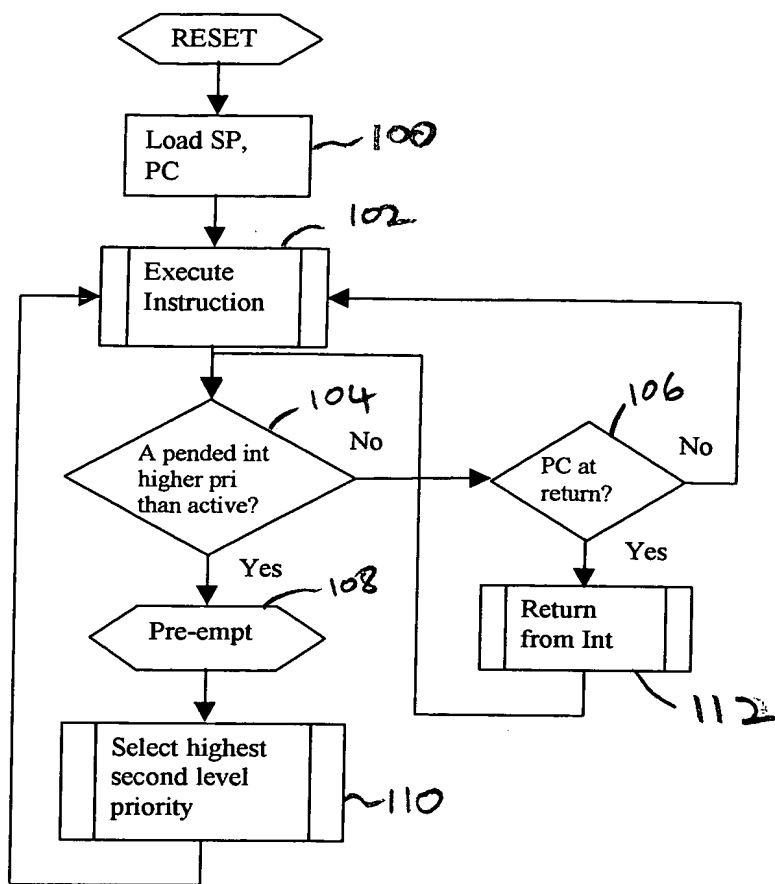 RESET
Load SP,
PC
100
102
Execute
Instruction
104
A pended int
higher pri
than active?
No
106
PC at
return?
No
Yes
Yes
108
Pre-empt
Return
from Int
112
Select highest
second level
priority
110